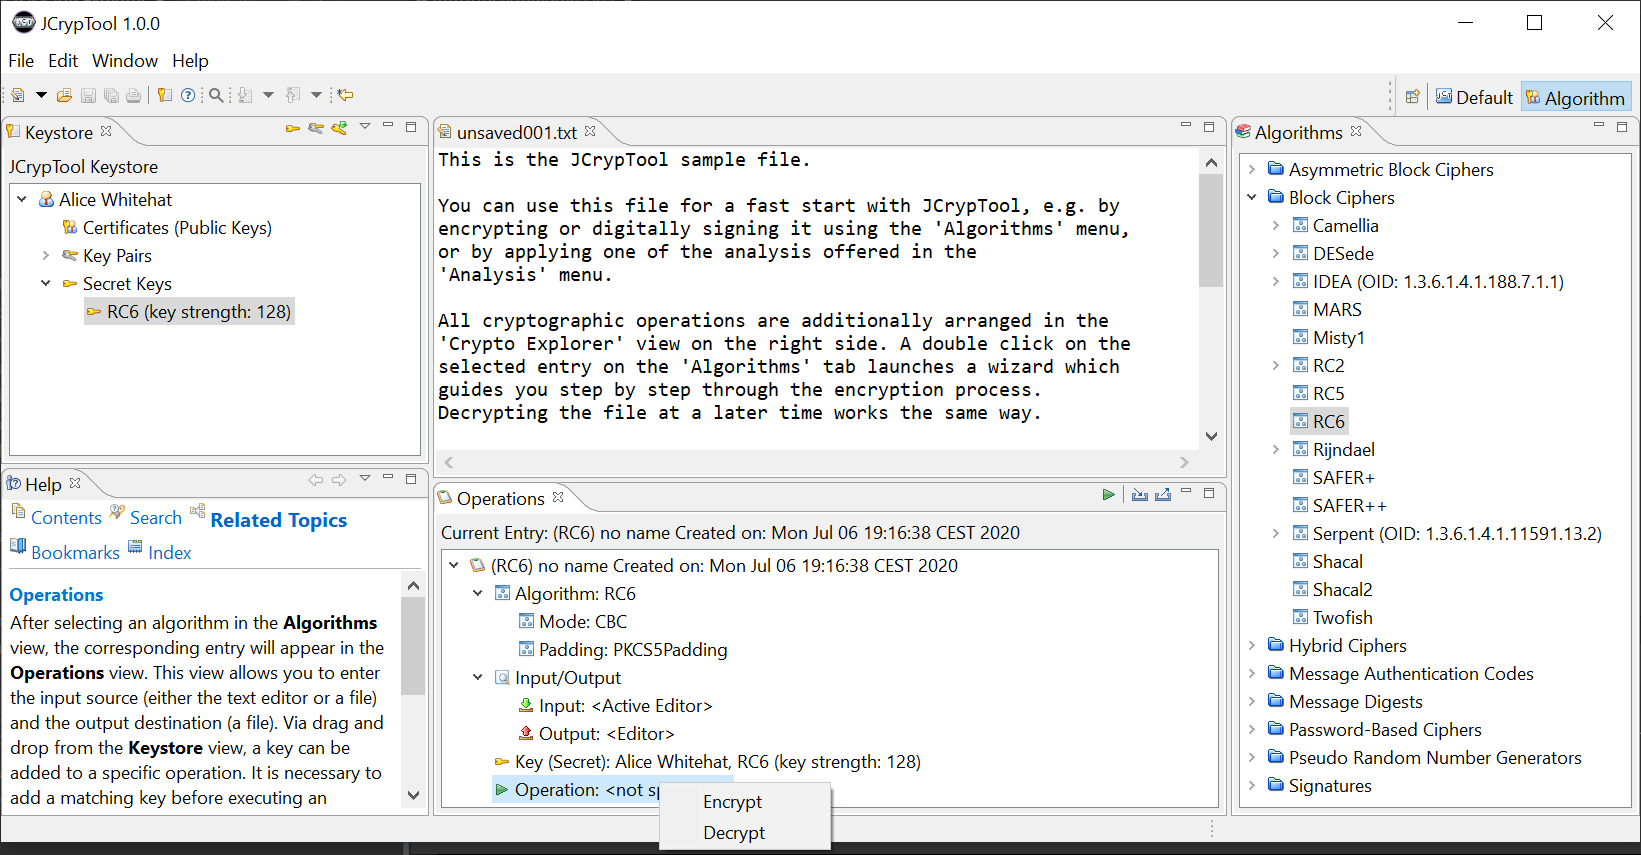 JCrypTool 1.0.0
File Edit Window Help
Default Algorithm
Keystore
JCrypTool Keystore
Alice Whitehat
Certificates (Public Keys)
Key Pairs
Secret Keys
RC6 (key strength: 128)
Help
Contents Search Related Topics
Bookmarks Index
Operations
After selecting an algorithm in the Algorithms
view, the corresponding entry will appear in the
Operations view. This view allows you to enter
the input source (either the text editor or a file)
and the output destination (a file). Via drag and
drop from the Keystore view, a key can be
added to a specific operation. It is necessary to
add a matching key before executing an
unsaved001.txt
This is the JCrypTool sample file.
You can use this file for a fast start with JCrypTool, e.g. by
encrypting or digitally signing it using the 'Algorithms' menu,
or by applying one of the analysis offered in the
'Analysis' menu.
All cryptographic operations are additionally arranged in the
'Crypto Explorer' view on the right side. A double click on the
selected entry on the 'Algorithms' tab launches a wizard which
guides you step by step through the encryption process.
Decrypting the file at a later time works the same way.
Operations
Current Entry: (RC6) no name Created on: Mon Jul 06 19:16:38 CEST 2020
(RC6) no name Created on: Mon Jul 06 19:16:38 CEST 2020
Algorithm: RC6
Mode: CBC
Padding: PKCS5Padding
Input/Output
Input: <Active Editor>
Output: <Editor>
Key (Secret): Alice Whitehat, RC6 (key strength: 128)
Operation: <not
Encrypt
Decrypt
Algorithms
Asymmetric Block Ciphers
Block Ciphers
Camellia
DESede
IDEA (OID: 1.3.6.1.4.1.188.7.1.1)
MARS
Misty1
RC2
RC5
RC6
Rijndael
SAFER+
SAFER++
Serpent (OID: 1.3.6.1.4.1.11591.13.2)
Shacal
Shacal2
Twofish
Hybrid Ciphers
Message Authentication Codes
Message Digests
Password-Based Ciphers
Pseudo Random Number Generators
Signatures